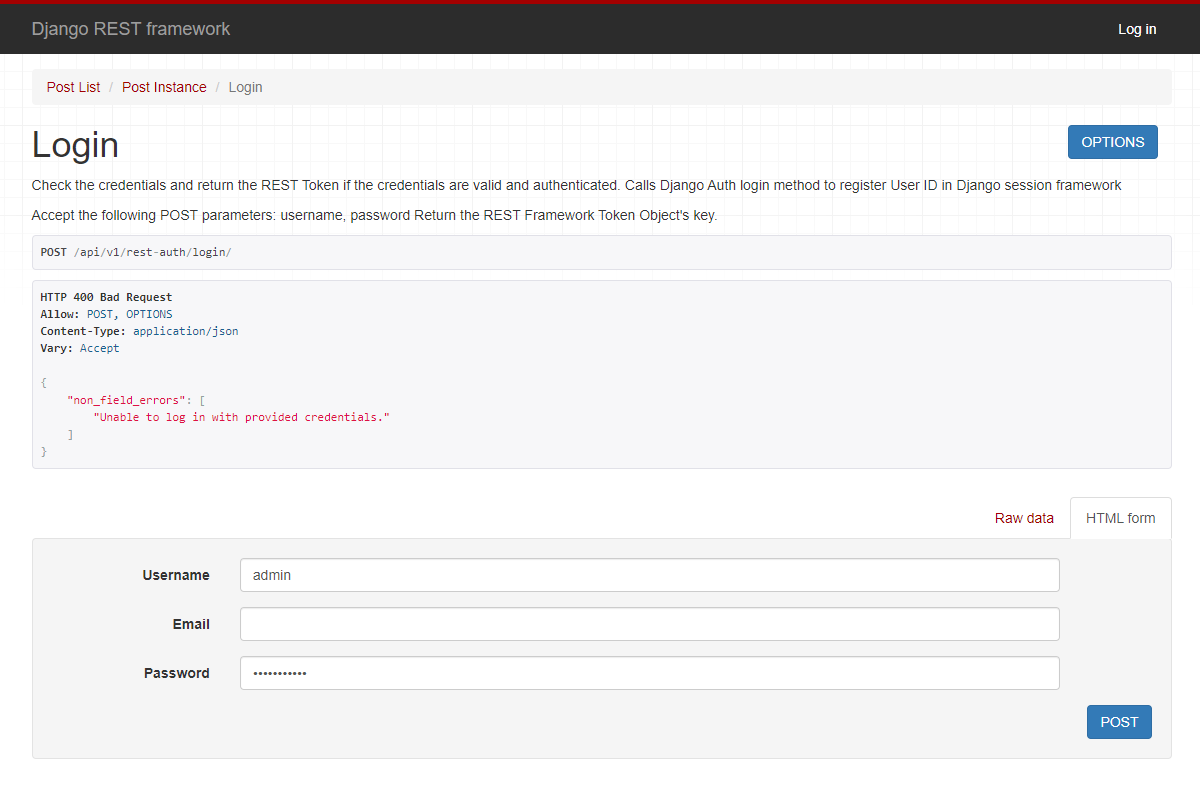 Django REST framework
Log in
Post List / Post Instance / Login
Login
OPTIONS
Check the credentials and return the REST Token if the credentials are valid and authenticated. Calls Django Auth login method to register User ID in Django session framework
Accept the following POST parameters: username, password Return the REST Framework Token Object's key.
POST /api/v1/rest-auth/login/
HTTP 400 Bad Request
Allow: POST, OPTIONS
Content-Type: application/json
Vary: Accept
{
    "non_field_errors": [
        "Unable to log in with provided credentials."
    ]
}
Raw data
HTML form
Username
admin
Email
Password
•••••••••••
POST